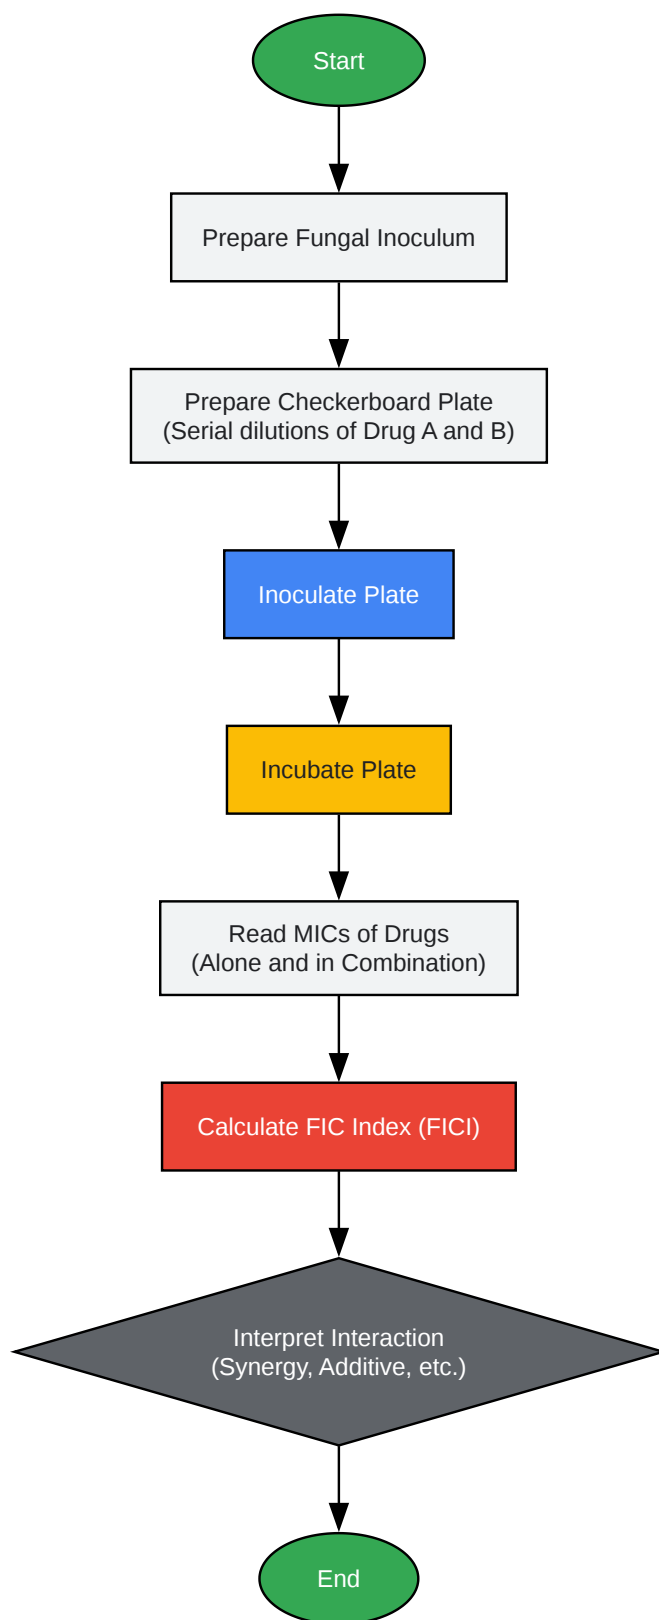 Start
Prepare Fungal Inoculum
Prepare Checkerboard Plate
(Serial dilutions of Drug A and B)
Inoculate Plate
Incubate Plate
Read MICs of Drugs
(Alone and in Combination)
Calculate FIC Index (FICI)
Interpret Interaction
(Synergy, Additive, etc.)
End